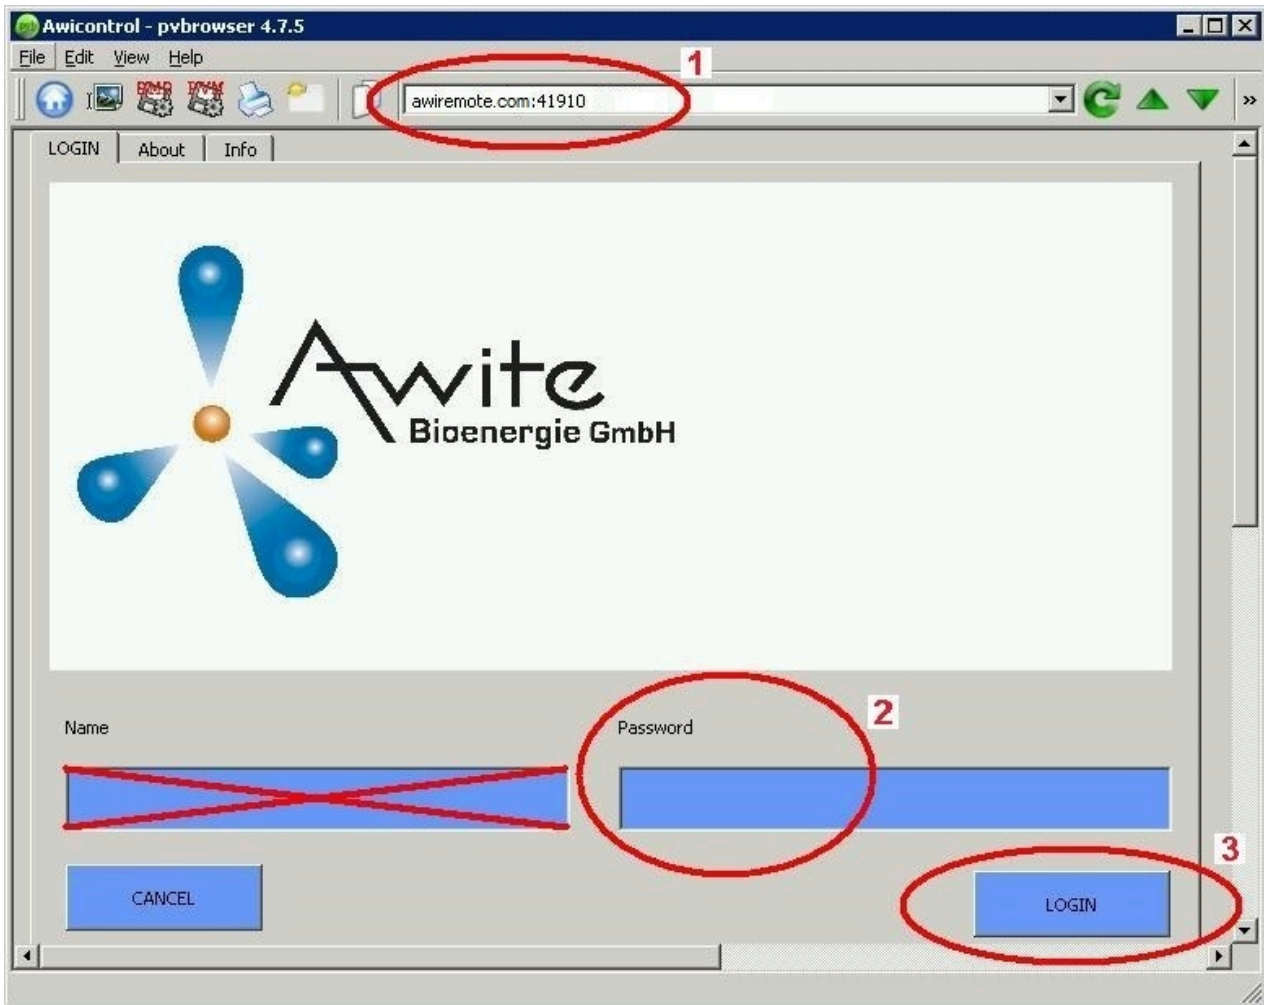 Awicontrol - pvbrowser 4.7.5
File Edit View Help
1
awiremote.com:41910
»
LOGIN About Info
Awite
Bioenergie GmbH
2
Name Password
3
CANCEL LOGIN